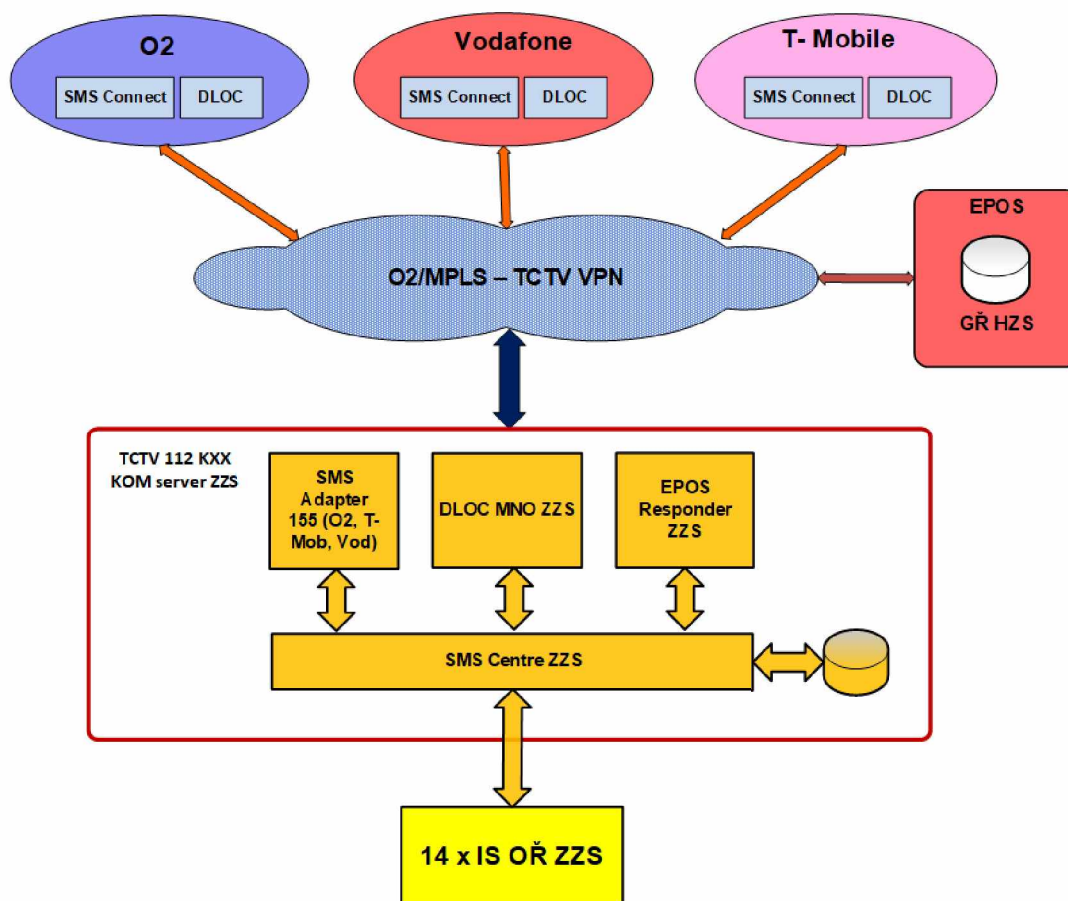 O2
SMS Connect
DLOC
Vodafone
SMS Connect
DLOC
T- Mobile
SMS Connect
DLOC
O2/MPLS – TCTV VPN
EPOS
GŘ HZS
TCTV 112 KXX
KOM server ZZS
SMS
Adapter
155 (O2, T-
Mob, Vod)
DLOC MNO ZZS
EPOS
Responder
ZZS
SMS Centre ZZS
14 x IS OŘ ZZS